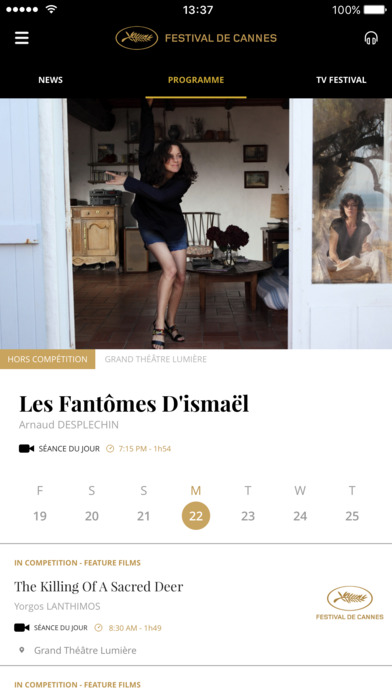 13:37
100%
FESTIVAL DE CANNES
NEWS
PROGRAMME
TV FESTIVAL
HORS COMPÉTITION
GRAND THÉÂTRE LUMIÈRE
Les Fantômes D'ismaël
Arnaud DESPLECHIN
SÉANCE DU JOUR
7:15 PM - 1h54
F S S M T W T
19 20 21 22 23 24 25
IN COMPETITION - FEATURE FILMS
The Killing Of A Sacred Deer
Yorgos LANTHIMOS
SÉANCE DU JOUR
8:30 AM - 1h49
Grand Théâtre Lumière
FESTIVAL DE CANNES
IN COMPETITION - FEATURE FILMS